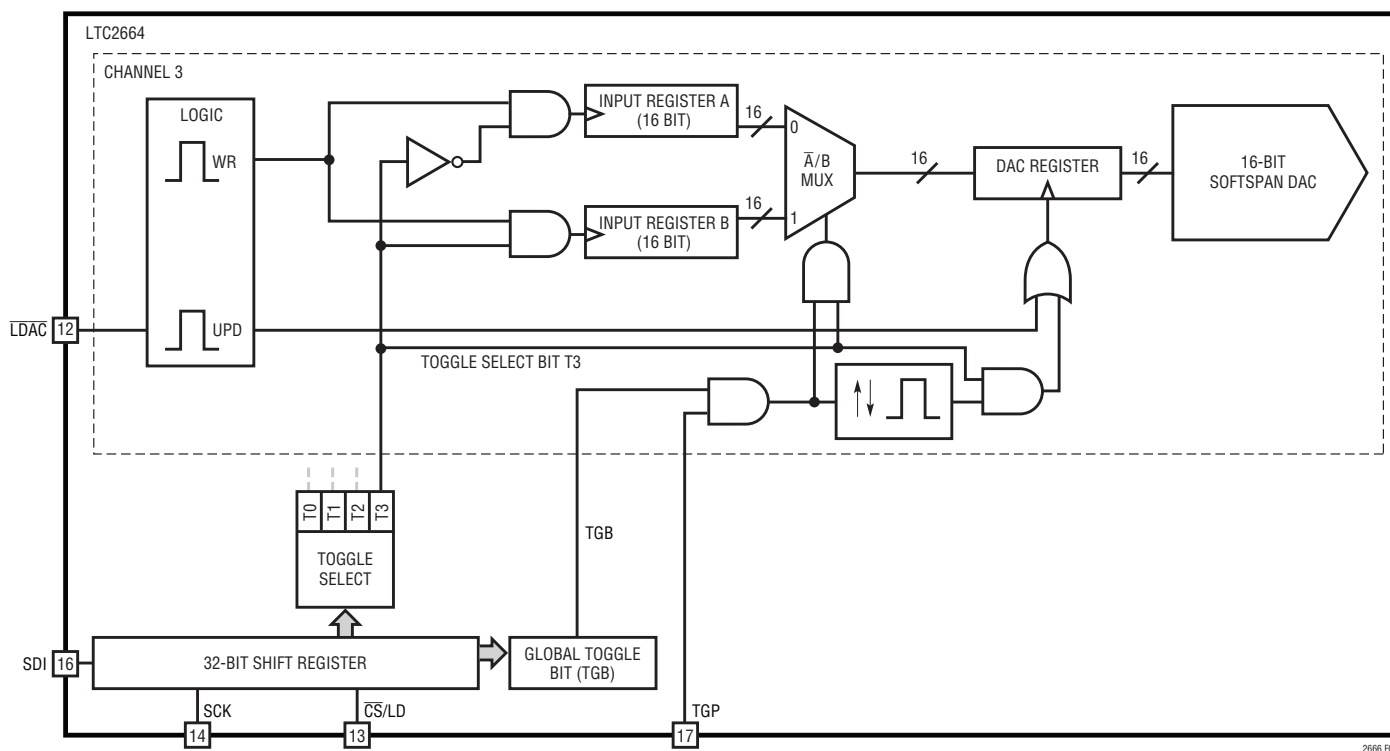 LTC2664
CHANNEL 3
LOGIC
WR
UPD
INPUT REGISTER A
(16 BIT)
16
0
INPUT REGISTER B
(16 BIT)
16
1
A̅/B
MUX
16
DAC REGISTER
16
16-BIT
SOFTSPAN DAC
L̅D̅A̅C̅
12
TOGGLE SELECT BIT T3
T0
T1
T2
T3
TOGGLE
SELECT
TGB
SDI
16
32-BIT SHIFT REGISTER
GLOBAL TOGGLE
BIT (TGB)
SCK
C̅S̅/LD
TGP
14
13
17